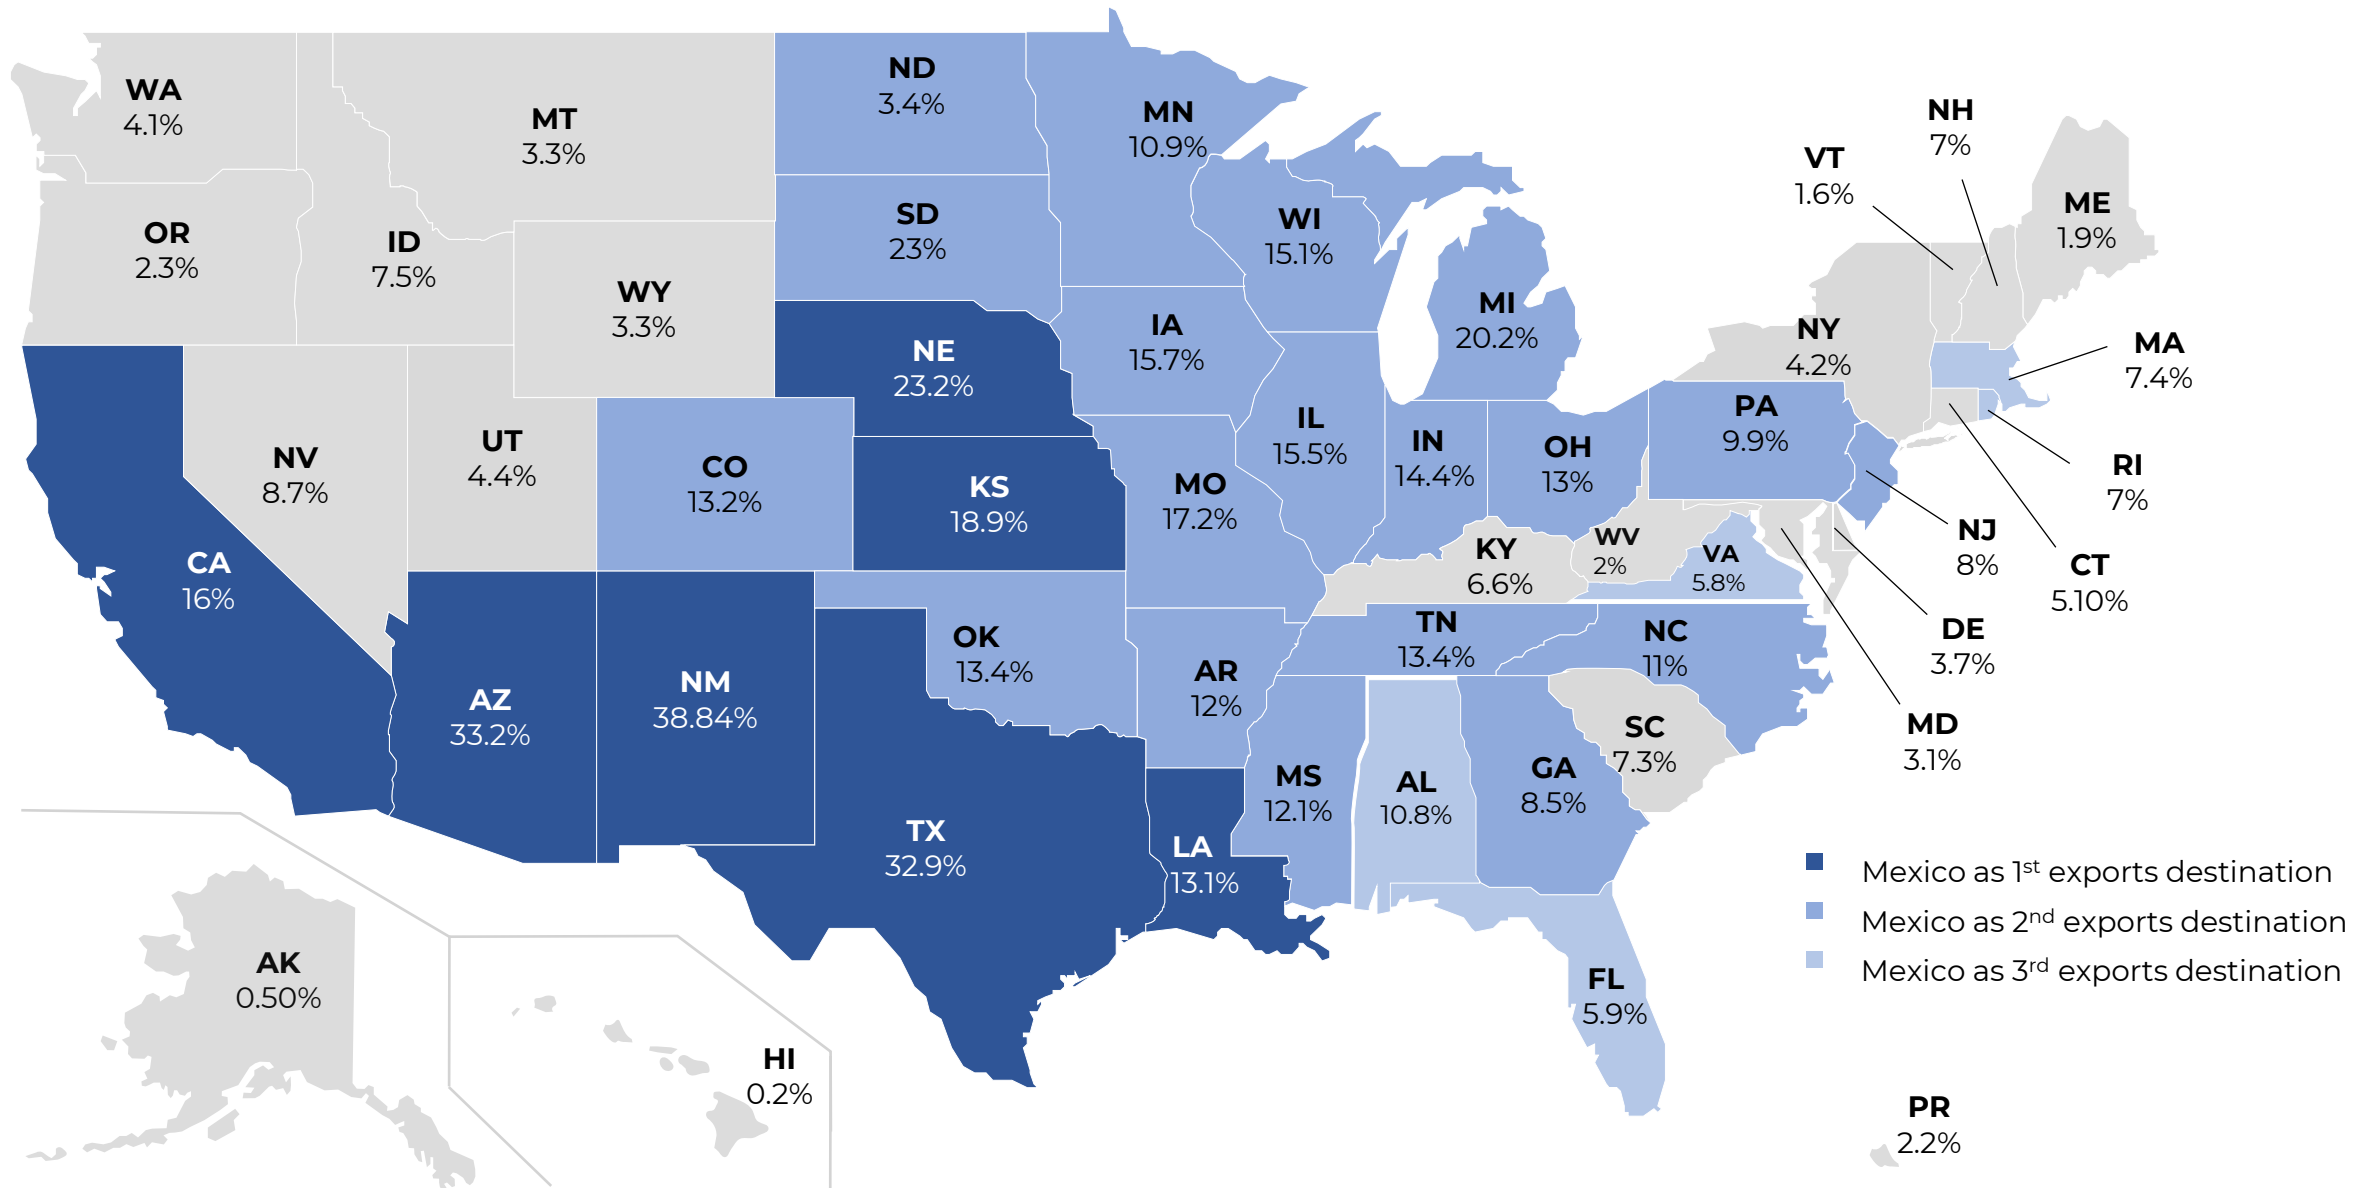 WA
4.1%
MT
3.3%
ND
3.4%
MN
10.9%
NH
7%
VT
1.6%
ME
1.9%
OR
2.3%
ID
7.5%
WY
3.3%
SD
23%
WI
15.1%
MI
20.2%
NY
4.2%
MA
7.4%
NE
23.2%
IA
15.7%
IL
15.5%
IN
14.4%
OH
13%
PA
9.9%
RI
7%
NV
8.7%
UT
4.4%
CO
13.2%
KS
18.9%
MO
17.2%
KY
6.6%
WV
2%
VA
5.8%
NJ
8%
CT
5.10%
CA
16%
AZ
33.2%
NM
38.84%
OK
13.4%
AR
12%
TN
13.4%
NC
11%
DE
3.7%
MD
3.1%
SC
7.3%
TX
32.9%
LA
13.1%
MS
12.1%
AL
10.8%
GA
8.5%
FL
5.9%
Mexico as 1st exports destination
Mexico as 2nd exports destination
Mexico as 3rd exports destination
AK
0.50%
HI
0.2%
PR
2.2%